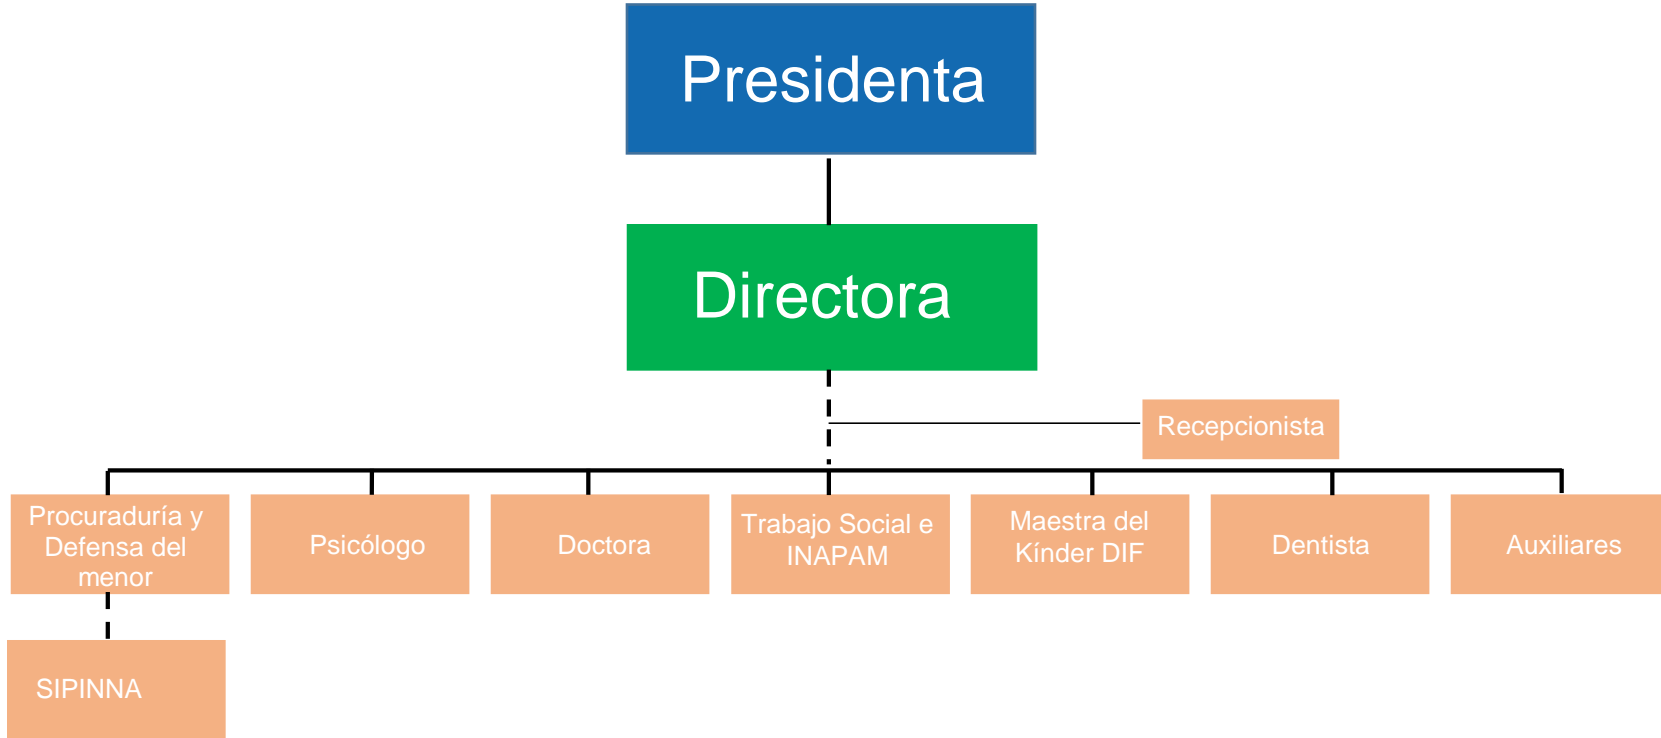 Presidenta
Directora
Recepcionista
Procuraduría y
Defensa del
menor
Psicólogo
Doctora
Trabajo Social e
INAPAM
Maestra del
Kínder DIF
Dentista
Auxiliares
SIPINNA